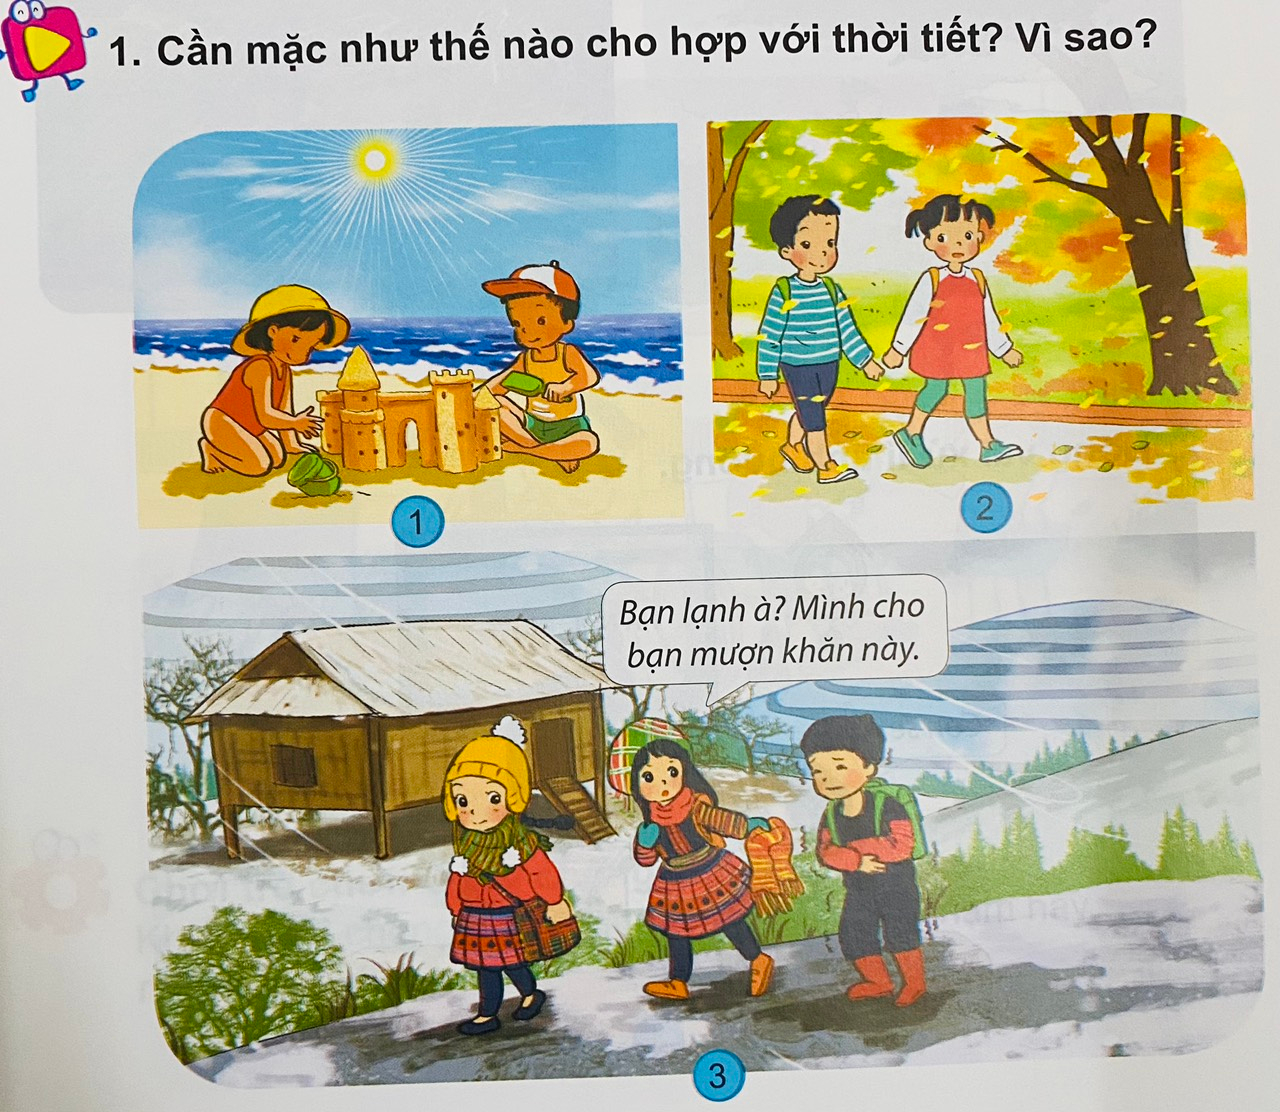 1. Cần mặc như thế nào cho hợp với thời tiết? Vì sao?
1
2
Bạn lạnh à? Mình cho
bạn mượn khăn này.
3